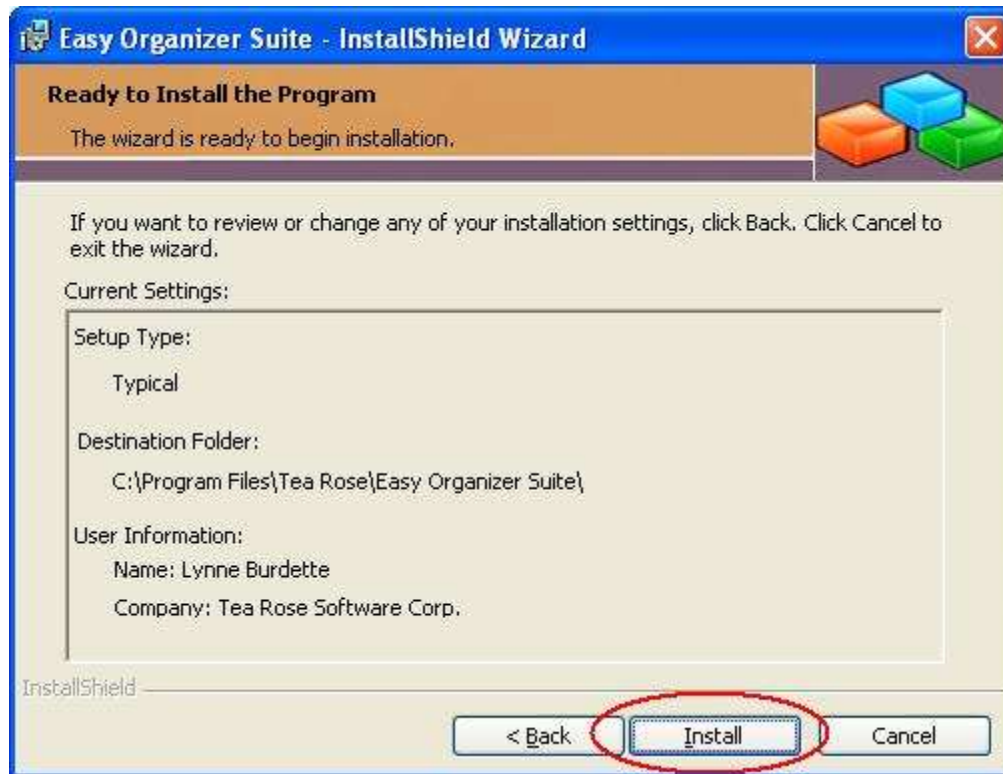 Easy Organizer Suite - InstallShield Wizard
Ready to Install the Program
The wizard is ready to begin installation.
If you want to review or change any of your installation settings, click Back. Click Cancel to
exit the wizard.
Current Settings:
Setup Type:
Typical
Destination Folder:
C:\Program Files\Tea Rose\Easy Organizer Suite\
User Information:
Name: Lynne Burdette
Company: Tea Rose Software Corp.
InstallShield
< Back
Install
Cancel